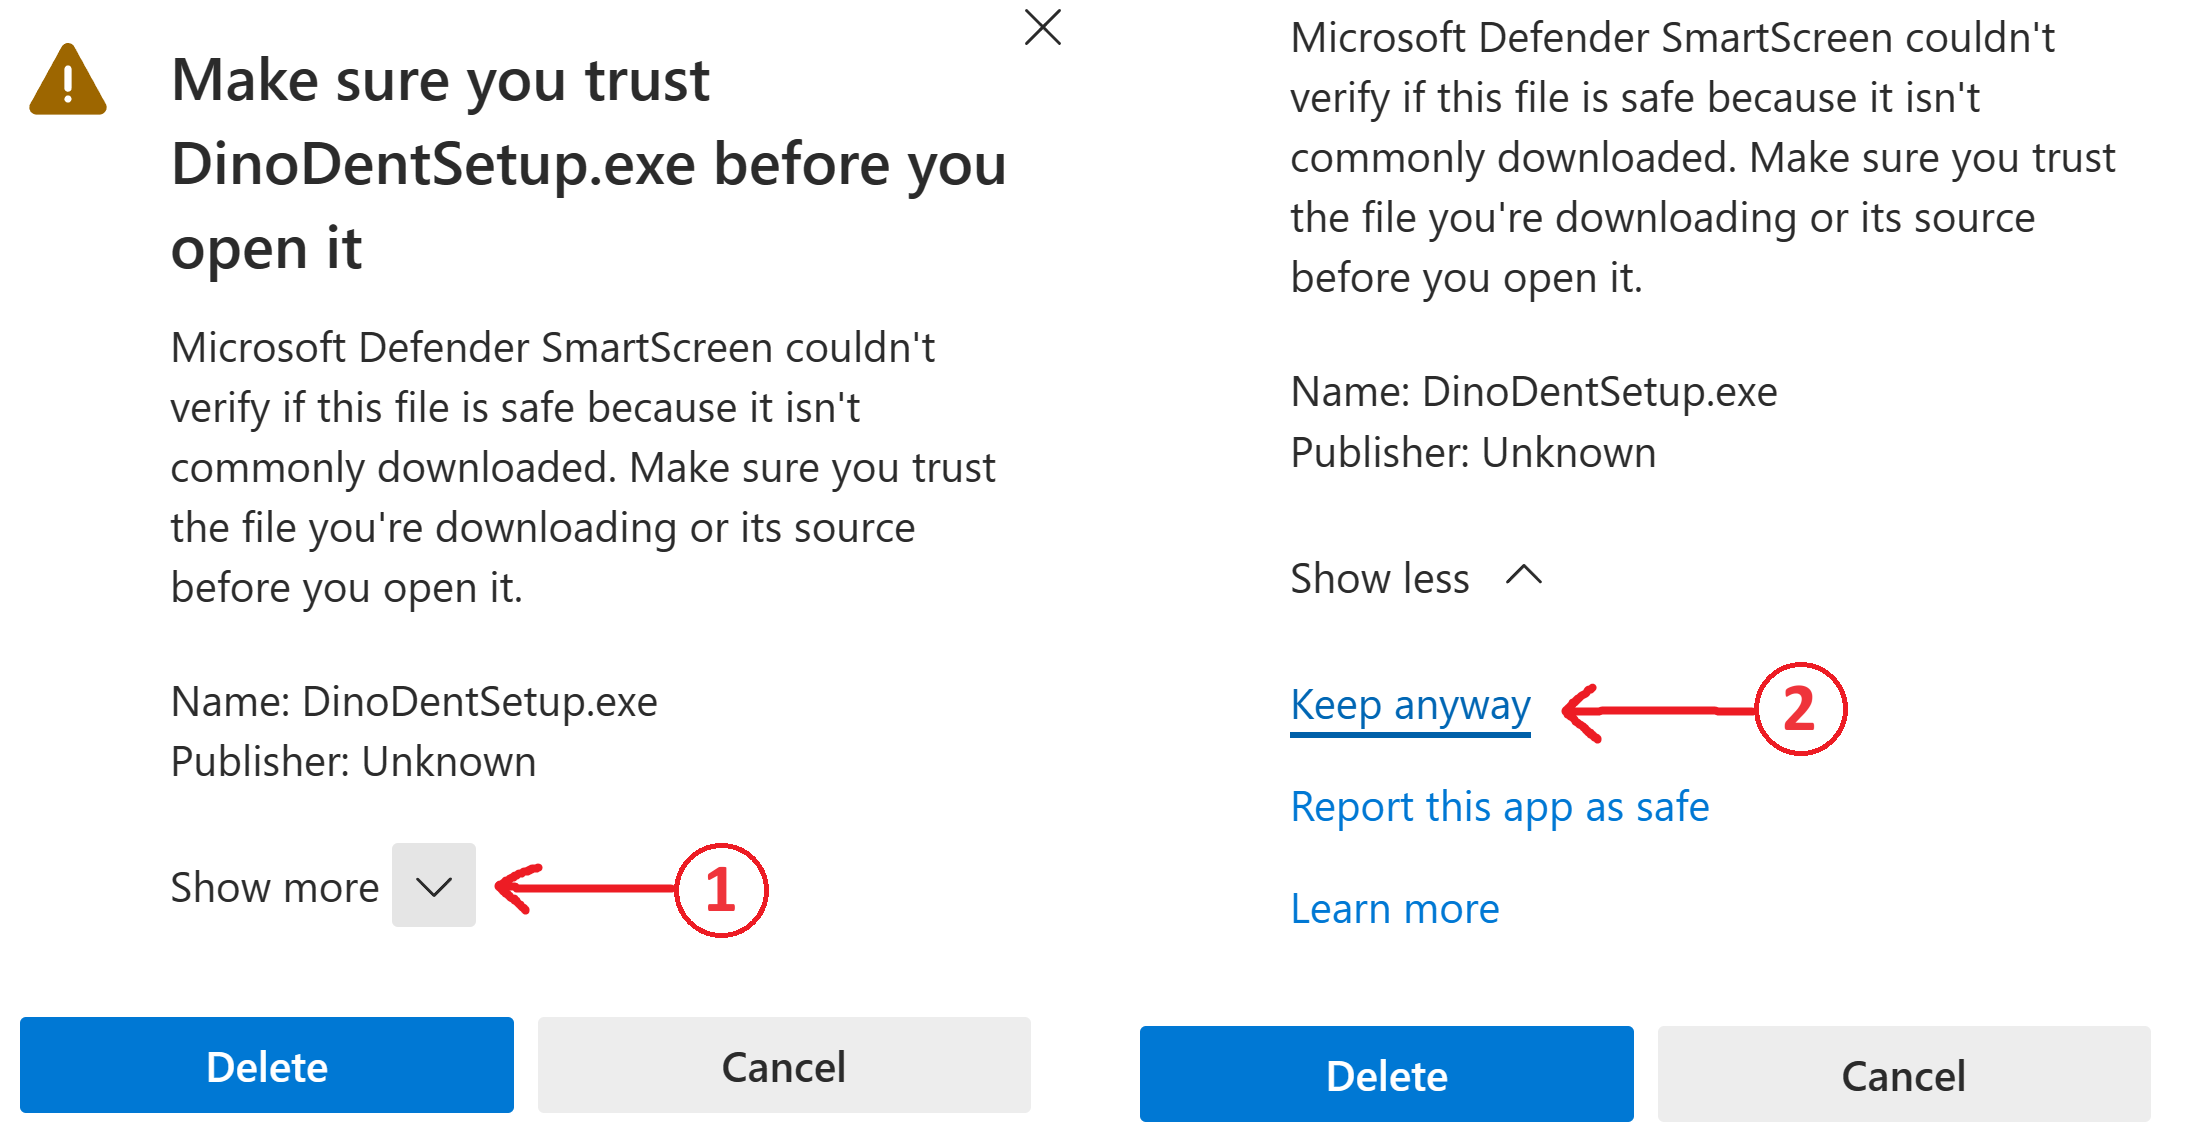 Make sure you trust
DinoDentSetup.exe before you
open it
Microsoft Defender SmartScreen couldn't
verify if this file is safe because it isn't
commonly downloaded. Make sure you trust
the file you're downloading or its source
before you open it.
Name: DinoDentSetup.exe
Publisher: Unknown
Show more
1
Delete
Cancel
Microsoft Defender SmartScreen couldn't
verify if this file is safe because it isn't
commonly downloaded. Make sure you trust
the file you're downloading or its source
before you open it.
Name: DinoDentSetup.exe
Publisher: Unknown
Show less
Keep anyway
2
Report this app as safe
Learn more
Delete
Cancel